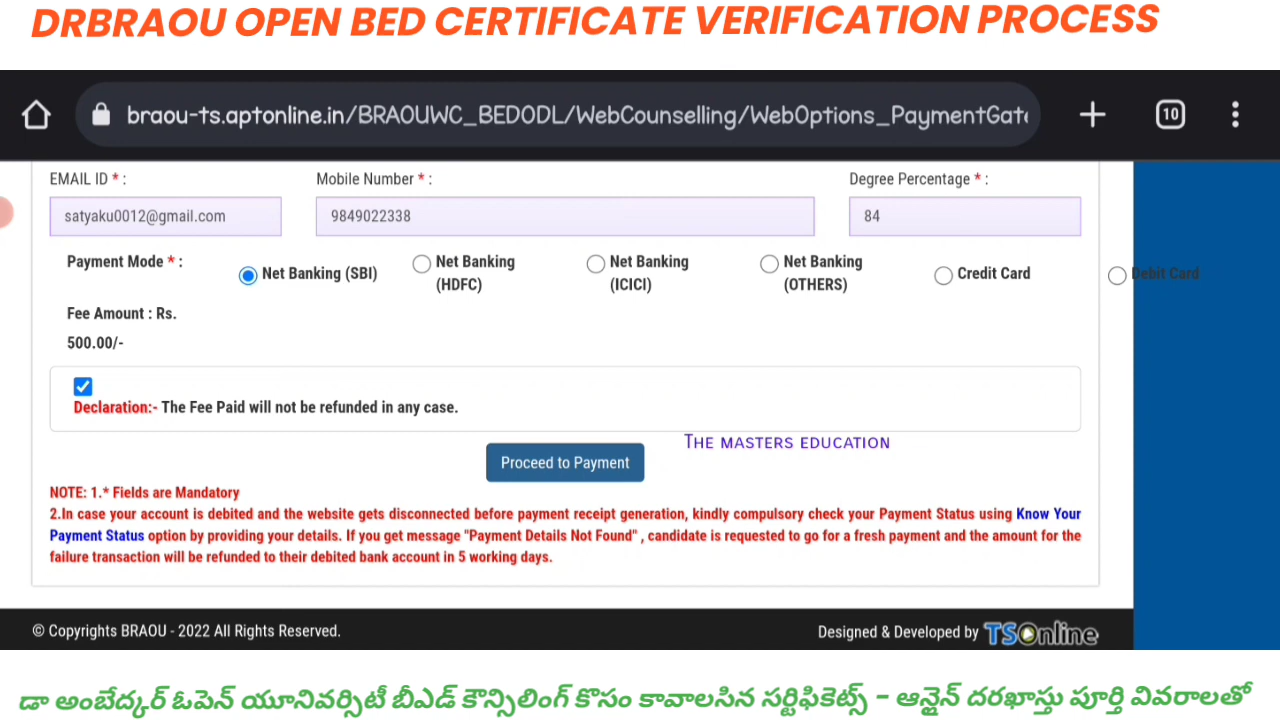 DRBRAOU OPEN BED CERTIFICATE VERIFICATION PROCESS
braou-ts.aptonline.in/BRAOUWC_BEDODL/WebCounselling/WebOptions_PaymentGate 10
EMAIL ID * : Mobile Number * : Degree Percentage * :
satyaku0012@gmail.com 9849022338 84
Payment Mode * : Net Banking (SBI) Net Banking (HDFC) Net Banking (ICICI) Net Banking (OTHERS) Credit Card Debit Card
Fee Amount : Rs.
500.00/-
Declaration:- The Fee Paid will not be refunded in any case.
THE MASTERS EDUCATION
Proceed to Payment
NOTE: 1.* Fields are Mandatory
2.In case your account is debited and the website gets disconnected before payment receipt generation, kindly compulsory check your Payment Status using Know Your
Payment Status option by providing your details. If you get message "Payment Details Not Found" , candidate is requested to go for a fresh payment and the amount for the
failure transaction will be refunded to their debited bank account in 5 working days.
© Copyrights BRAOU - 2022 All Rights Reserved. Designed & Developed by TSOnline
డా అంబేద్కర్ ఓపెన్ యూనివర్సిటీ బీఎడ్ కౌన్సిలింగ్ కొసం కావాలసిన సర్టిఫికెట్స్ - ఆన్లైన్ దరఖాస్తు పూర్తి వివరాలతో